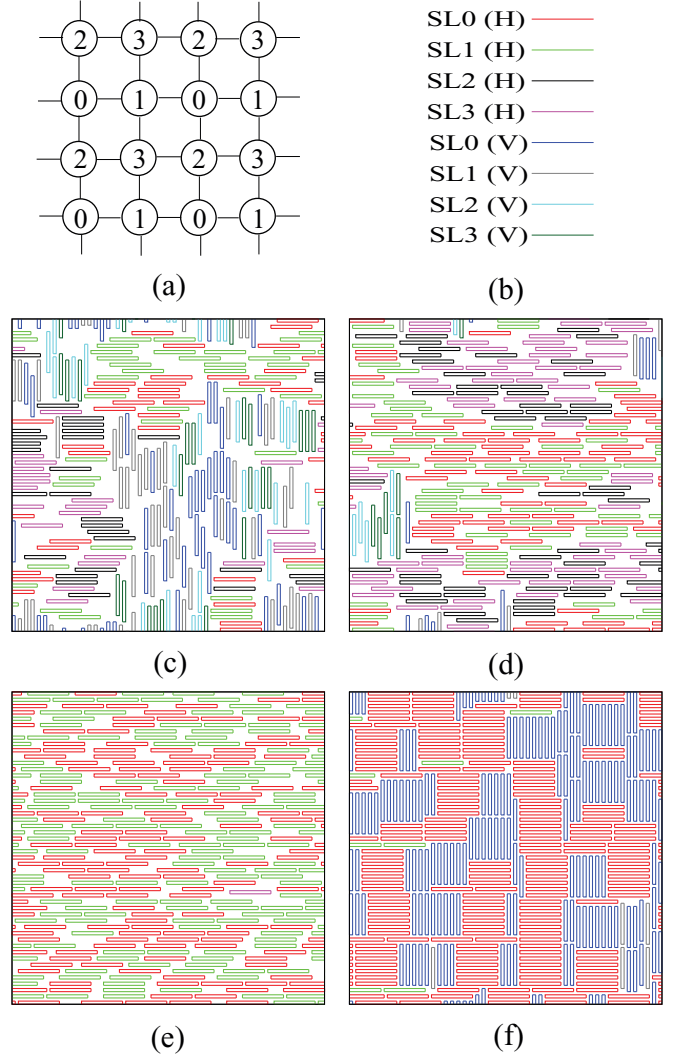 2 3 2 3
0 1 0 1
2 3 2 3
0 1 0 1
(a)
SL0 (H)
SL1 (H)
SL2 (H)
SL3 (H)
SL0 (V)
SL1 (V)
SL2 (V)
SL3 (V)
(b)
(c)
(d)
(e)
(f)